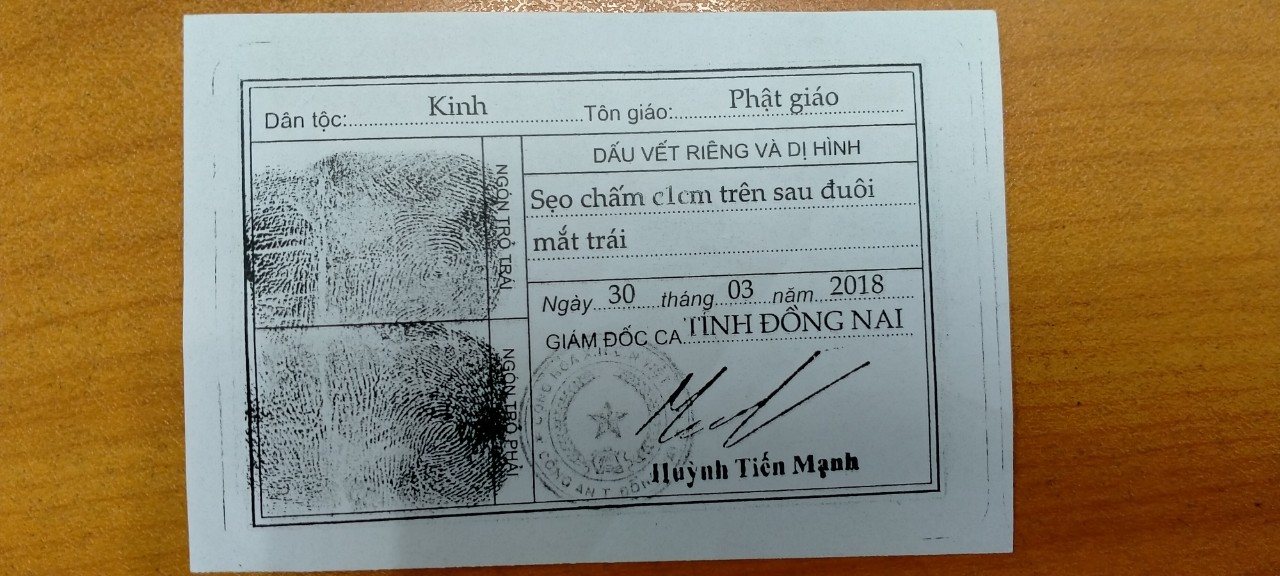 Dân tộc: Kinh Tôn giáo: Phật giáo
NGÓN TRỎ TRÁI
NGÓN TRỎ PHẢI
DẤU VẾT RIÊNG VÀ DỊ HÌNH
Sẹo chấm c1cm trên sau đuôi
mắt trái
Ngày 30 tháng 03 năm 2018
GIÁM ĐỐC CA TỈNH ĐỒNG NAI
CÔNG AN T. ĐỒNG
Huỳnh Tiến Mạnh